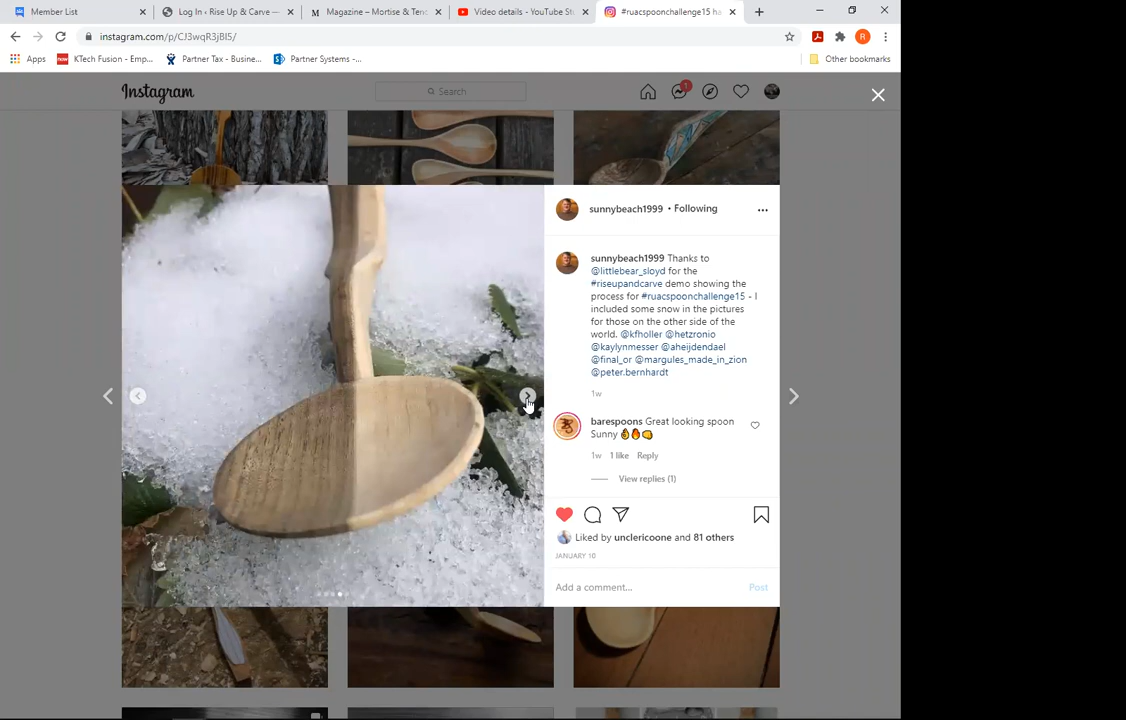 Member List
Log In ‹ Rise Up & Carve —
M Magazine – Mortise & Tenc
Video details - YouTube St
#ruacspoonchallenge15 ha
instagram.com/p/CJ3wqR3jBI5/
R
Apps
now KTech Fusion - Emp...
Partner Tax - Busine...
Partner Systems -...
Other bookmarks
Instagram
Search
1
sunnybeach1999 • Following
sunnybeach1999 Thanks to
@littlebear_sloyd for the
#riseupandcarve demo showing the
process for #ruacspoonchallenge15 - I
included some snow in the pictures
for those on the other side of the
world. @kfholler @hetzronio
@kaylynmesser @aheijdendael
@final_or @margules_made_in_zion
@peter.bernhardt
1w
barespoons Great looking spoon
Sunny 👌🔥🤜
1w 1 like Reply
View replies (1)
Liked by unclericoone and 81 others
JANUARY 10
Add a comment...
Post